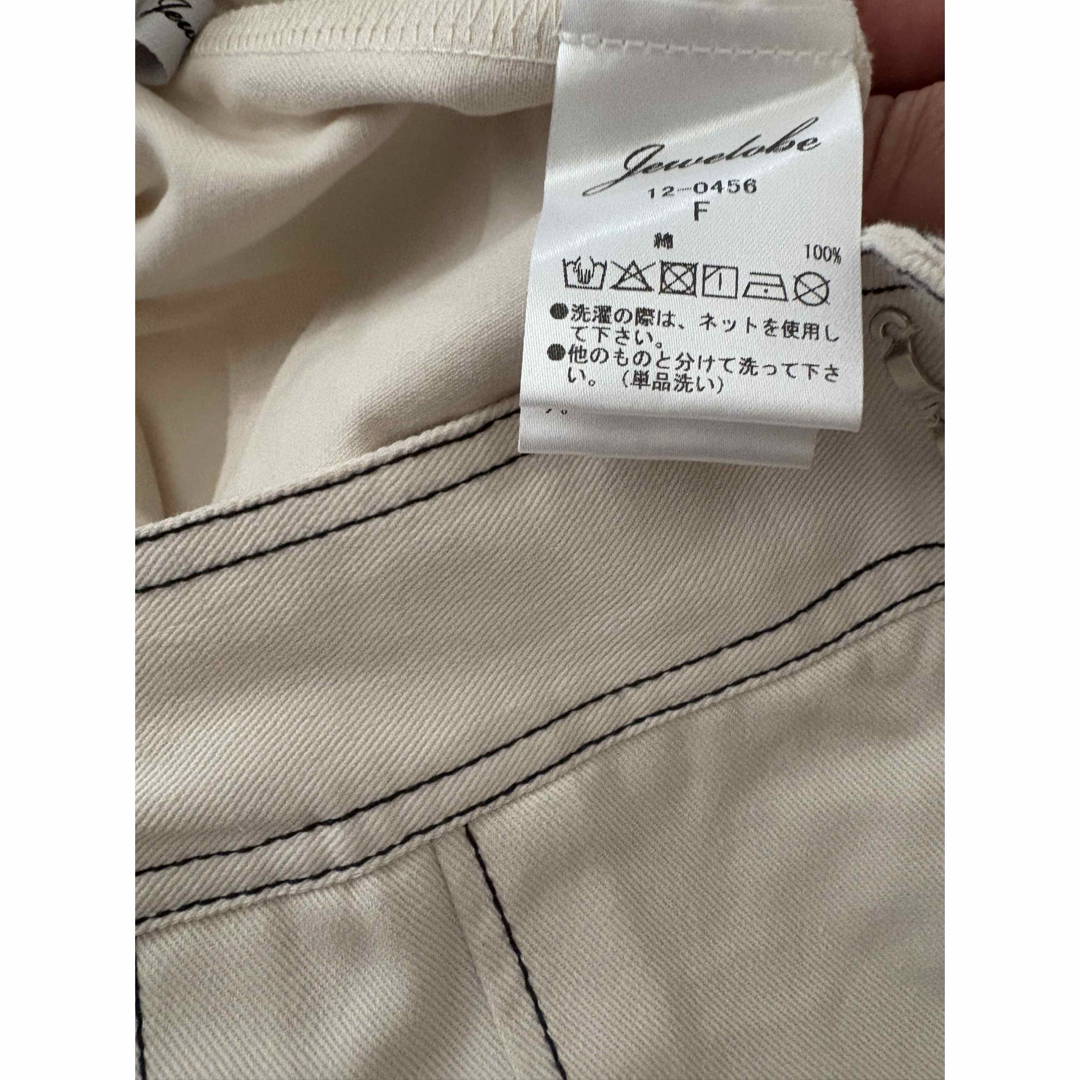 Jewe
Jewelobe
12-0456
F
綿 100%
●洗濯の際は、ネットを使用し
て下さい。
●他のものと分けて洗って下さ
い。（単品洗い）